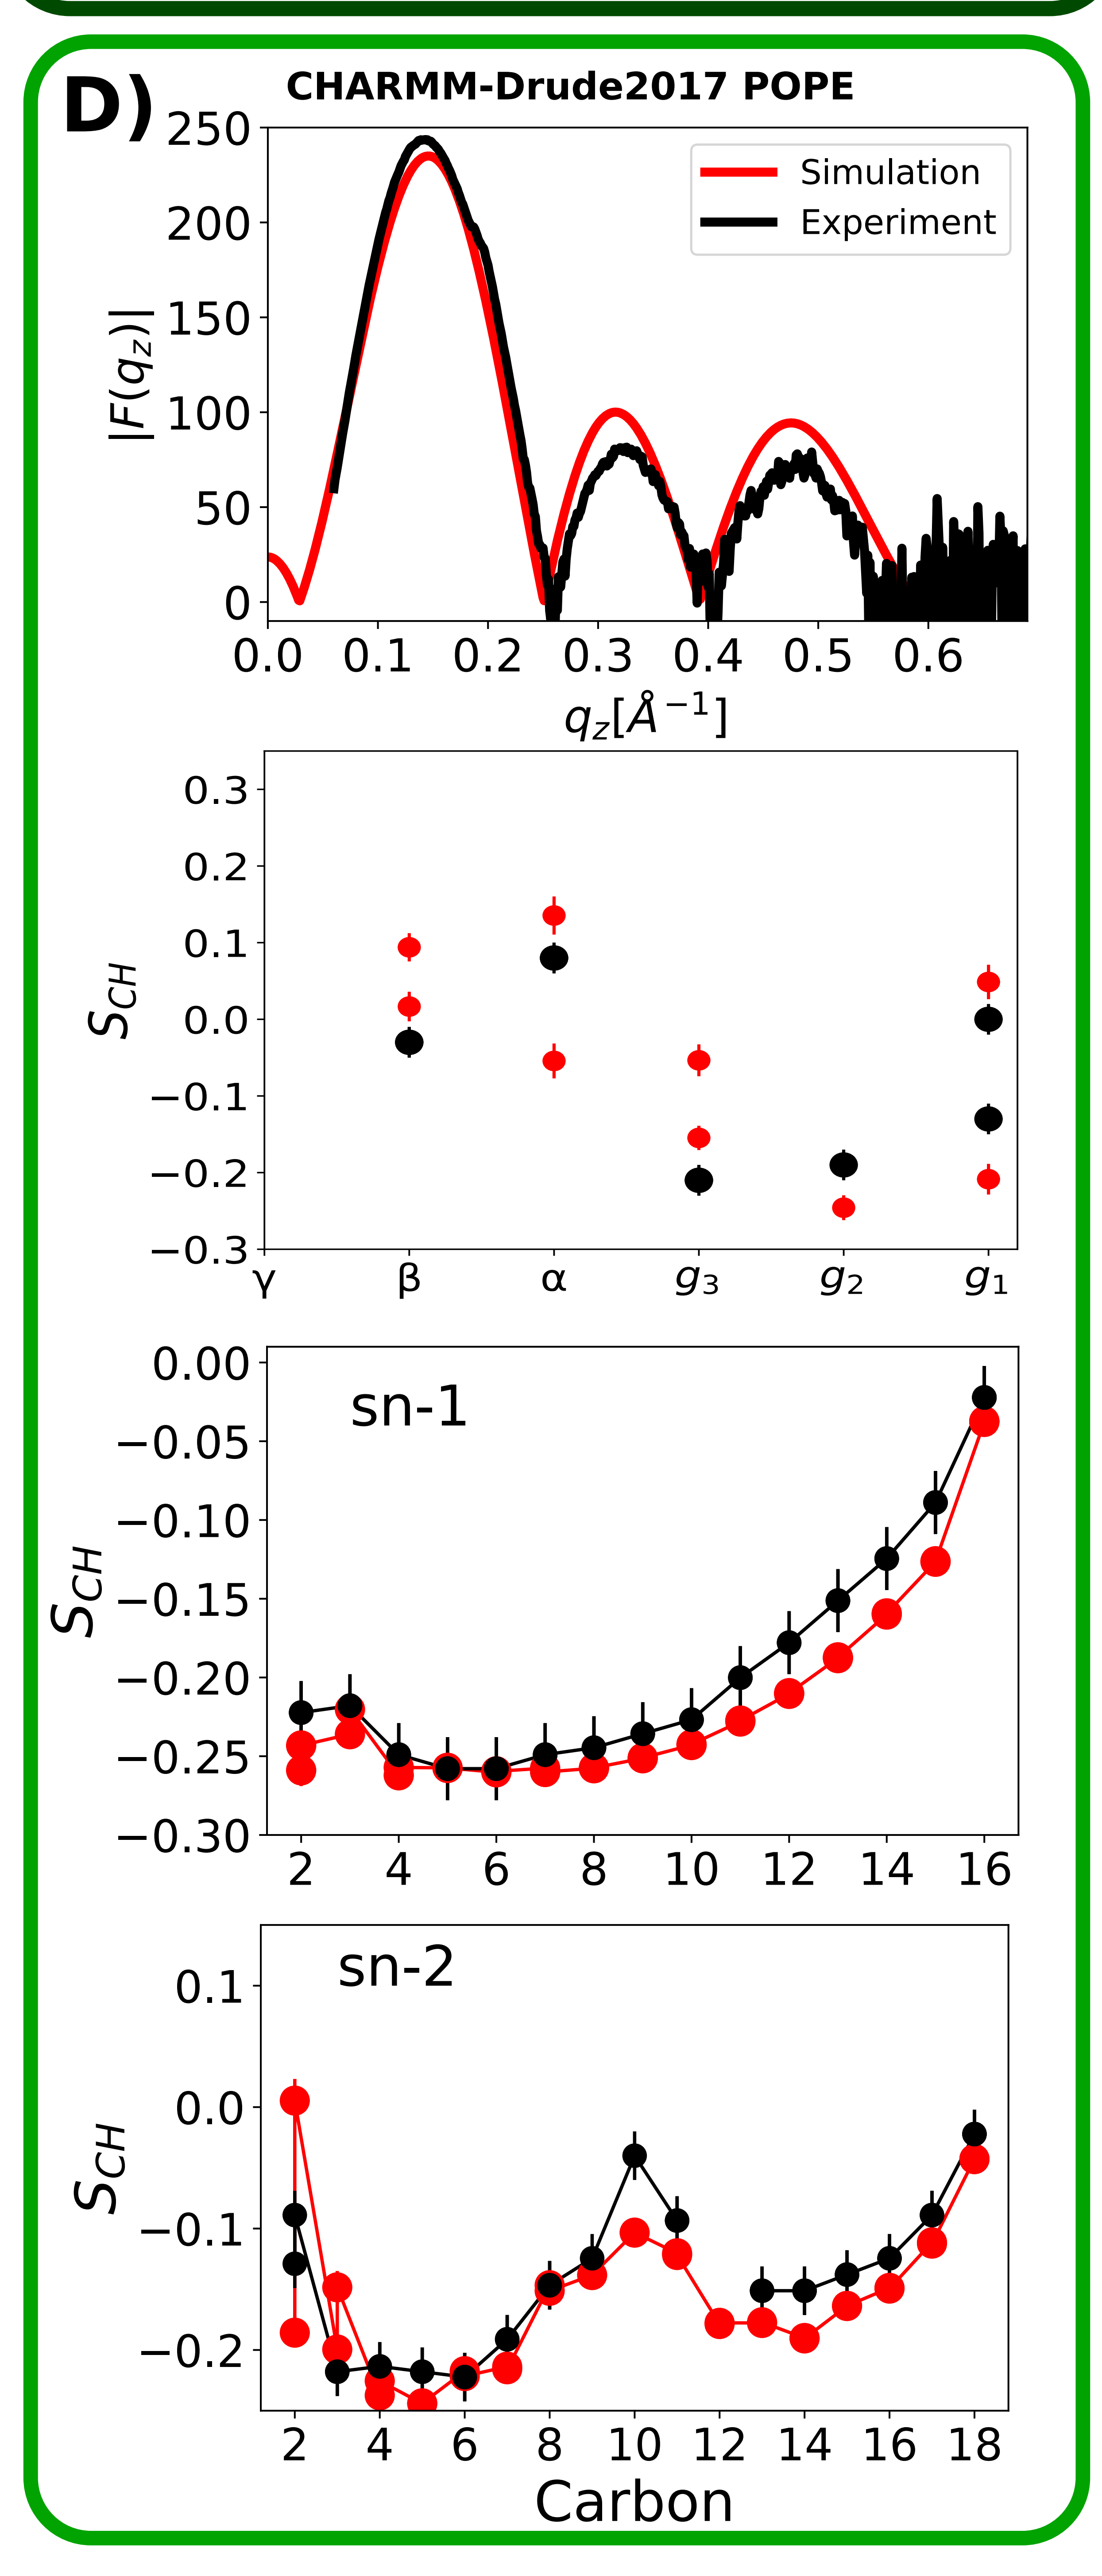 D)
CHARMM-Drude2017 POPE
250
200
150
100
50
0
|F(q_z)|
Simulation
Experiment
0.0 0.1 0.2 0.3 0.4 0.5 0.6
q_z[Å⁻¹]
0.3
0.2
0.1
0.0
−0.1
−0.2
−0.3
S_CH
γ β α g₃ g₂ g₁
0.00
−0.05
−0.10
−0.15
−0.20
−0.25
−0.30
S_CH
sn-1
2 4 6 8 10 12 14 16
sn-2
0.1
0.0
−0.1
−0.2
S_CH
2 4 6 8 10 12 14 16 18
Carbon